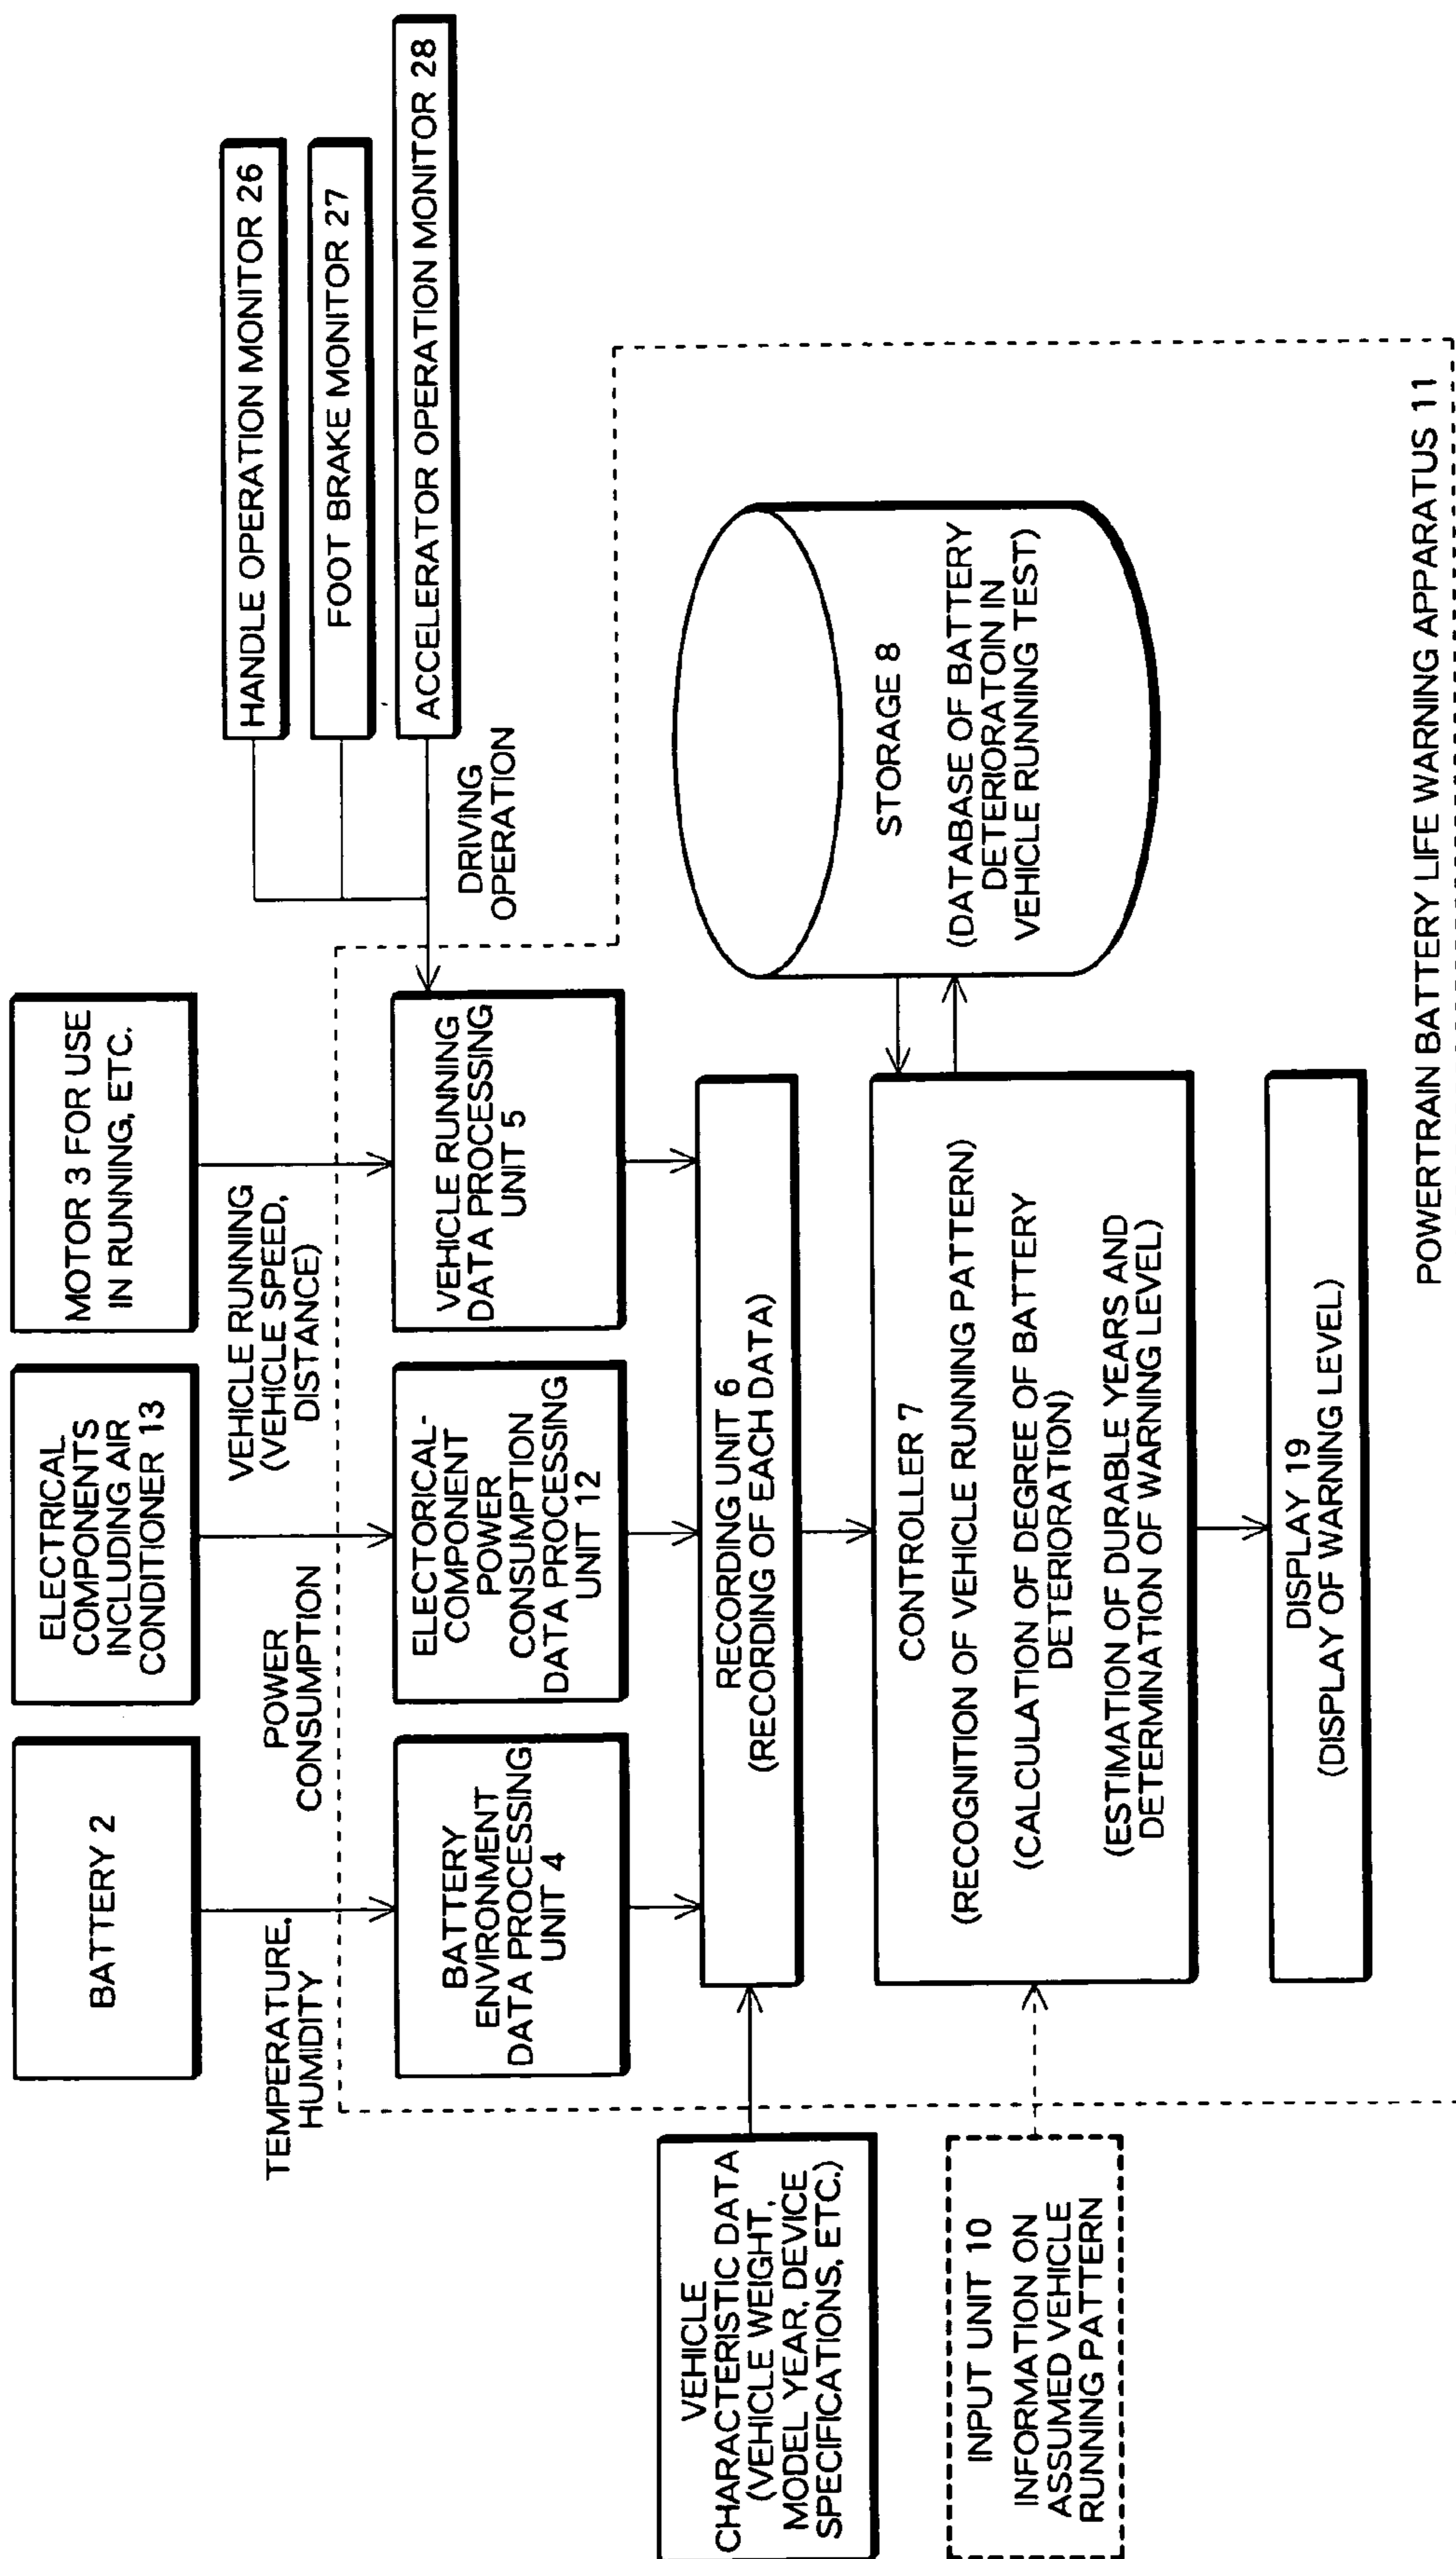 BATTERY 2
ELECTRICAL
COMPONENTS
INCLUDING AIR
CONDITIONER 13
MOTOR 3 FOR USE
IN RUNNING, ETC.
HANDLE OPERATION MONITOR 26
FOOT BRAKE MONITOR 27
ACCELERATOR OPERATION MONITOR 28
TEMPERATURE,
HUMIDITY
POWER
CONSUMPTION
VEHICLE RUNNING
(VEHICLE SPEED,
DISTANCE)
DRIVING
OPERATION
BATTERY
ENVIRONMENT
DATA PROCESSING
UNIT 4
ELECTORICAL-
COMPONENT
POWER
CONSUMPTION
DATA PROCESSING
UNIT 12
VEHICLE RUNNING
DATA PROCESSING
UNIT 5
VEHICLE
CHARACTERISTIC DATA
(VEHICLE WEIGHT,
MODEL YEAR, DEVICE
SPECIFICATIONS, ETC.)
RECORDING UNIT 6
(RECORDING OF EACH DATA)
STORAGE 8
(DATABASE OF BATTERY
DETERIORATOIN IN
VEHICLE RUNNING TEST)
INPUT UNIT 10
INFORMATION ON
ASSUMED VEHICLE
RUNNING PATTERN
CONTROLLER 7
(RECOGNITION OF VEHICLE RUNNING PATTERN)
(CALCULATION OF DEGREE OF BATTERY
DETERIORATION)
(ESTIMATION OF DURABLE YEARS AND
DETERMINATION OF WARNING LEVEL)
DISPLAY 19
(DISPLAY OF WARNING LEVEL)
POWERTRAIN BATTERY LIFE WARNING APPARATUS 11